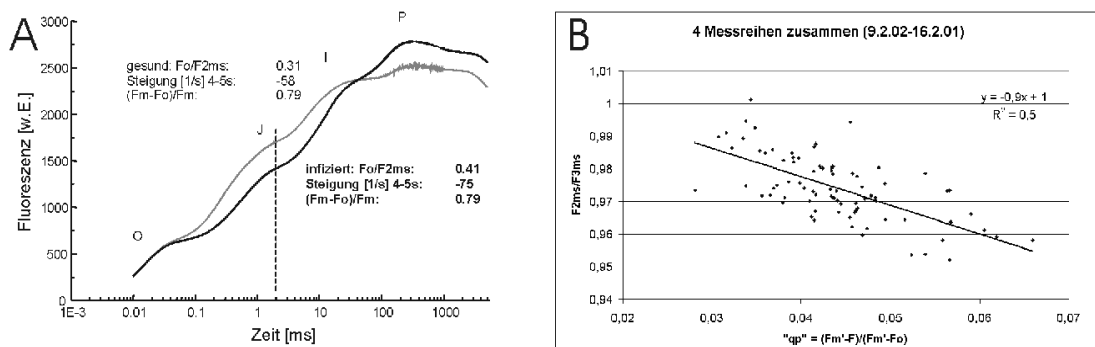 A
3000
2500
2000
1750
1500
1250
1000
750
500
250
0
Fluoreszenz [w.E.]
P
gesund: Fo/F2ms: 0.31
Steigung [1/s] 4-5s: -58
(Fm-Fo)/Fm: 0.79
I
J
infiziert: Fo/F2ms: 0.41
Steigung [1/s] 4-5s: -75
(Fm-Fo)/Fm: 0.79
O
1E-3 0.01 0.1 1 10 100 1000
Zeit [ms]
B
4 Messreihen zusammen (9.2.02-16.2.01)
1,01
1
0,99
0,98
0,97
0,96
0,95
0,94
F2ms/F3ms
y = -0,9x + 1
R² = 0,5
0,02 0,03 0,04 0,05 0,06 0,07
"qp" = (Fm'-F)/(Fm'-Fo)